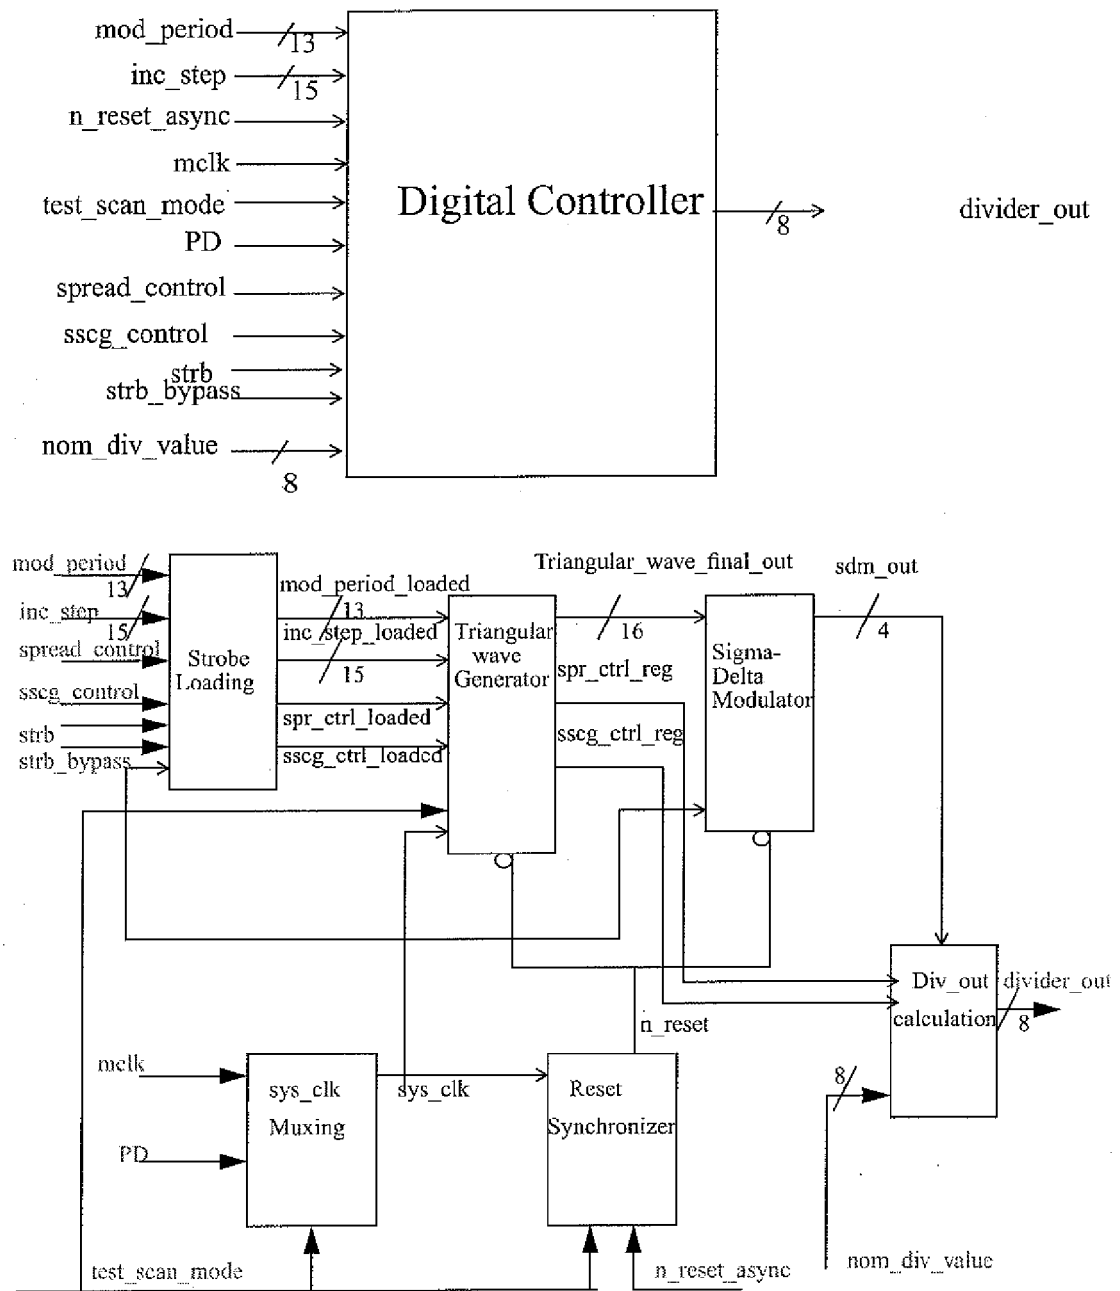 mod_period
13
inc_step
15
n_reset_async
mclk
test_scan_mode
PD
spread_control
sscg_control
strb
strb_bypass
nom_div_value
8
Digital Controller
8
divider_out
mod_period
13
inc_step
15
spread_control
sscg_control
strb
strb_bypass
Strobe
Loading
mod_period_loaded
13
inc_step_loaded
15
spr_ctrl_loaded
sscg_ctrl_loaded
Triangular
wave
Generator
Triangular_wave_final_out
16
spr_ctrl_reg
sscg_ctrl_reg
Sigma-
Delta
Modulator
sdm_out
4
Div_out
calculation
divider_out
8
n_reset
mclk
PD
sys_clk
Muxing
sys_clk
Reset
Synchronizer
8
test_scan_mode
n_reset_async
nom_div_value